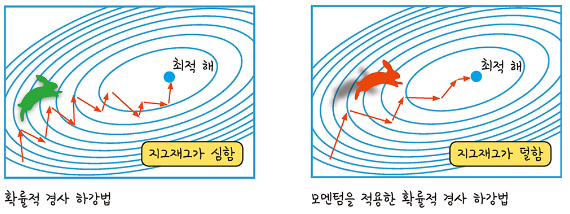 최적 해
지그재그가 심함
확률적 경사 하강법
최적 해
지그재그가 덜함
모멘텀을 적용한 확률적 경사 하강법